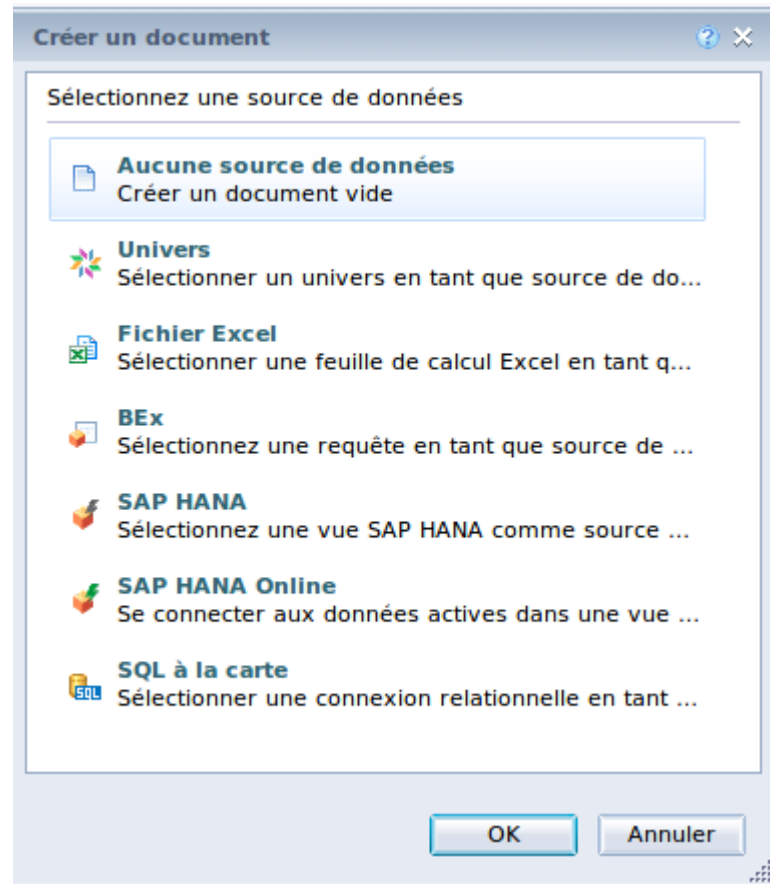 Créer un document
Sélectionnez une source de données
Aucune source de données
Créer un document vide
Univers
Sélectionner un univers en tant que source de do...
Fichier Excel
Sélectionner une feuille de calcul Excel en tant q...
BEx
Sélectionnez une requête en tant que source de ...
SAP HANA
Sélectionnez une vue SAP HANA comme source ...
SAP HANA Online
Se connecter aux données actives dans une vue ...
SQL à la carte
SQL Sélectionner une connexion relationnelle en tant ...
OK Annuler